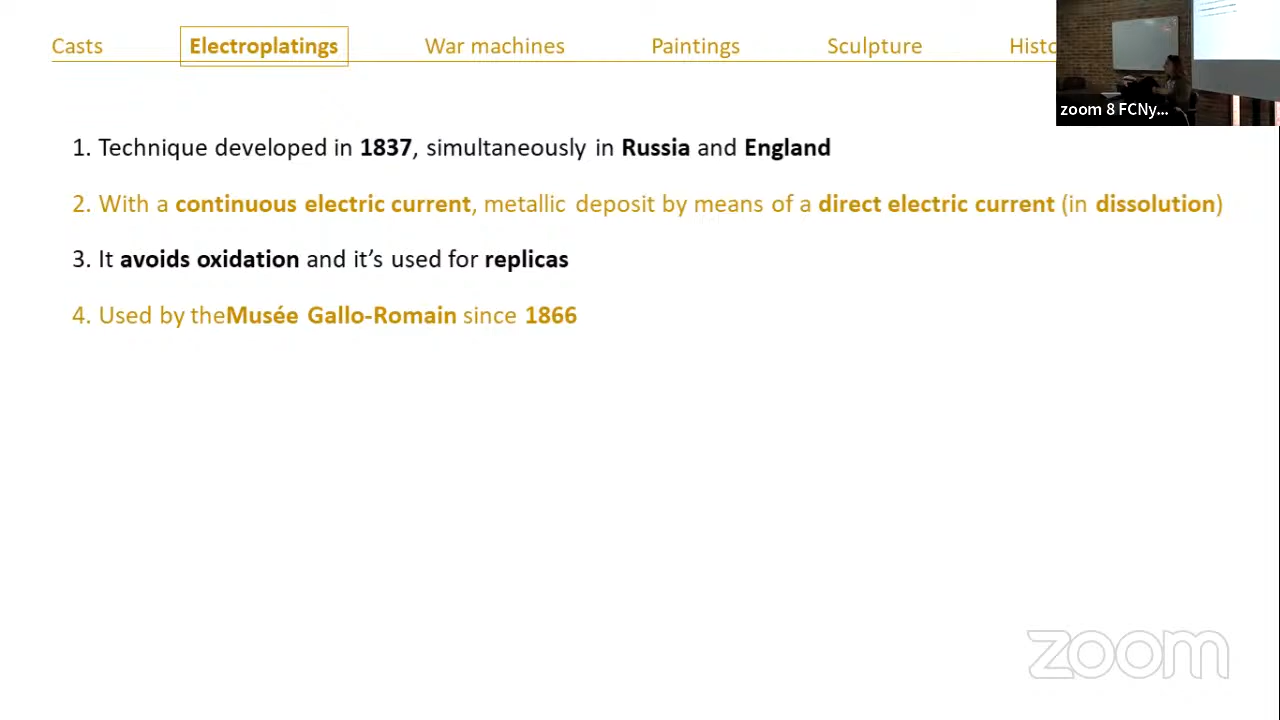 Casts Electroplatings War machines Paintings Sculpture Histo
zoom 8 FCNy...
1. Technique developed in 1837, simultaneously in Russia and England
2. With a continuous electric current, metallic deposit by means of a direct electric current (in dissolution)
3. It avoids oxidation and it’s used for replicas
4. Used by theMusée Gallo-Romain since 1866
zoom